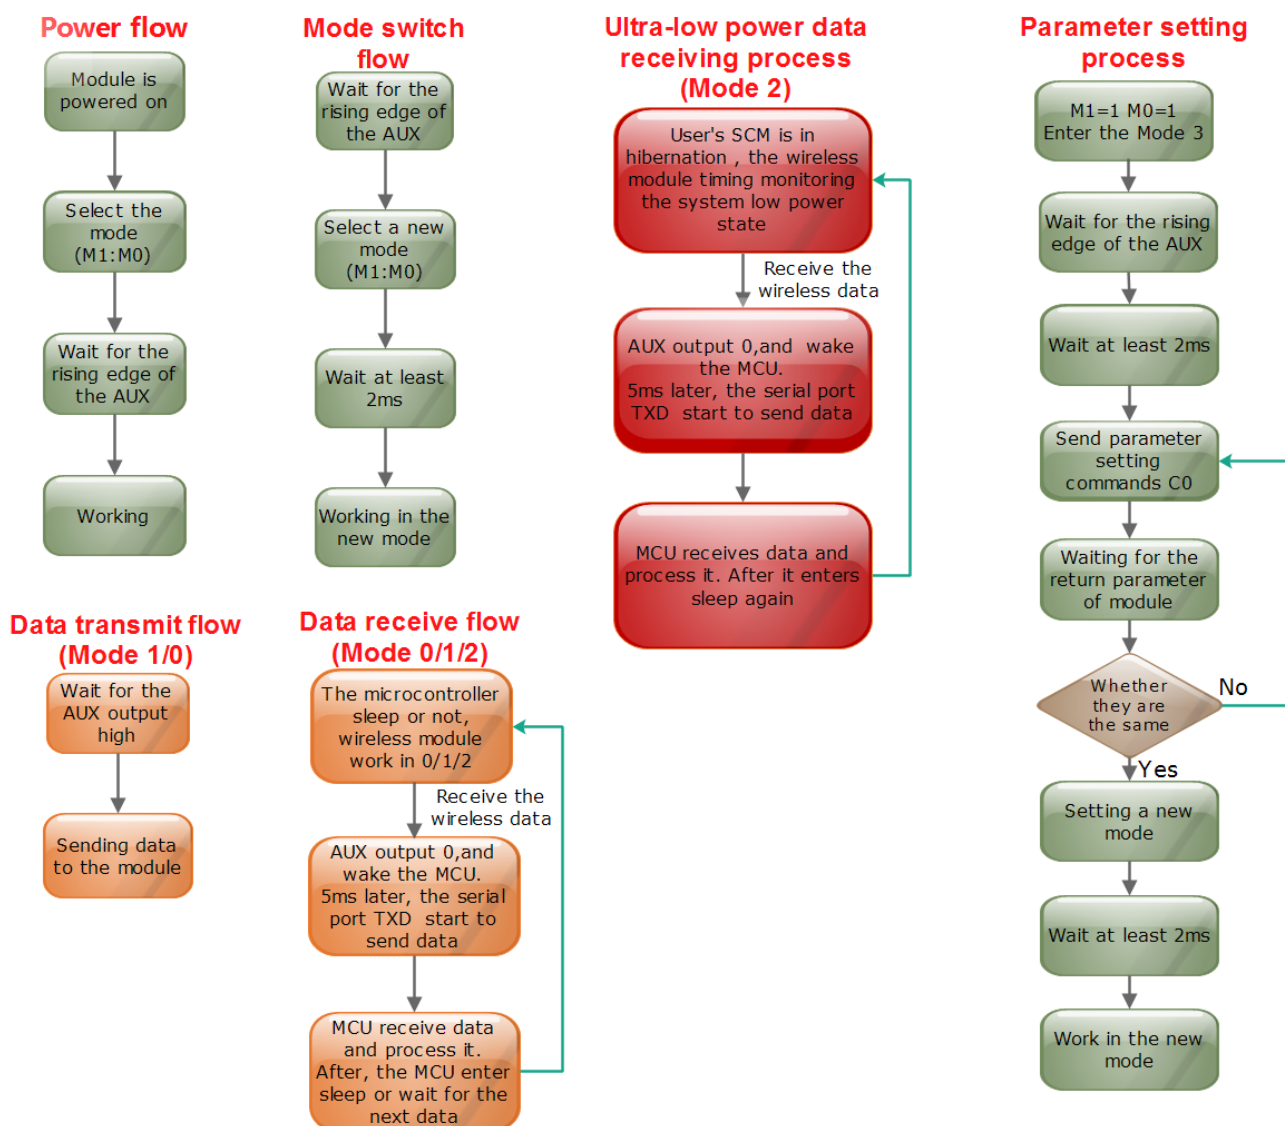 Power flow
Module is
powered on
Select the
mode
(M1:M0)
Wait for the
rising edge of
the AUX
Working
Mode switch
flow
Wait for the
rising edge of
the AUX
Select a new
mode
(M1:M0)
Wait at least
2ms
Working in the
new mode
Ultra-low power data
receiving process
(Mode 2)
User's SCM is in
hibernation , the wireless
module timing monitoring
the system low power
state
Receive the
wireless data
AUX output 0,and  wake
the MCU.
5ms later, the serial port
TXD  start to send data
MCU receives data and
process it. After it enters
sleep again
Parameter setting
process
M1=1 M0=1
Enter the Mode 3
Wait for the rising
edge of the AUX
Wait at least 2ms
Send parameter
setting
commands C0
Waiting for the
return parameter
of module
Whether
they are
the same
No
Yes
Setting a new
mode
Wait at least 2ms
Work in the new
mode
Data transmit flow
(Mode 1/0)
Wait for the
AUX output
high
Sending data
to the module
Data receive flow
(Mode 0/1/2)
The microcontroller
sleep or not,
wireless module
work in 0/1/2
Receive the
wireless data
AUX output 0,and
wake the MCU.
5ms later, the serial
port TXD  start to
send data
MCU receive data
and process it.
After, the MCU enter
sleep or wait for the
next data